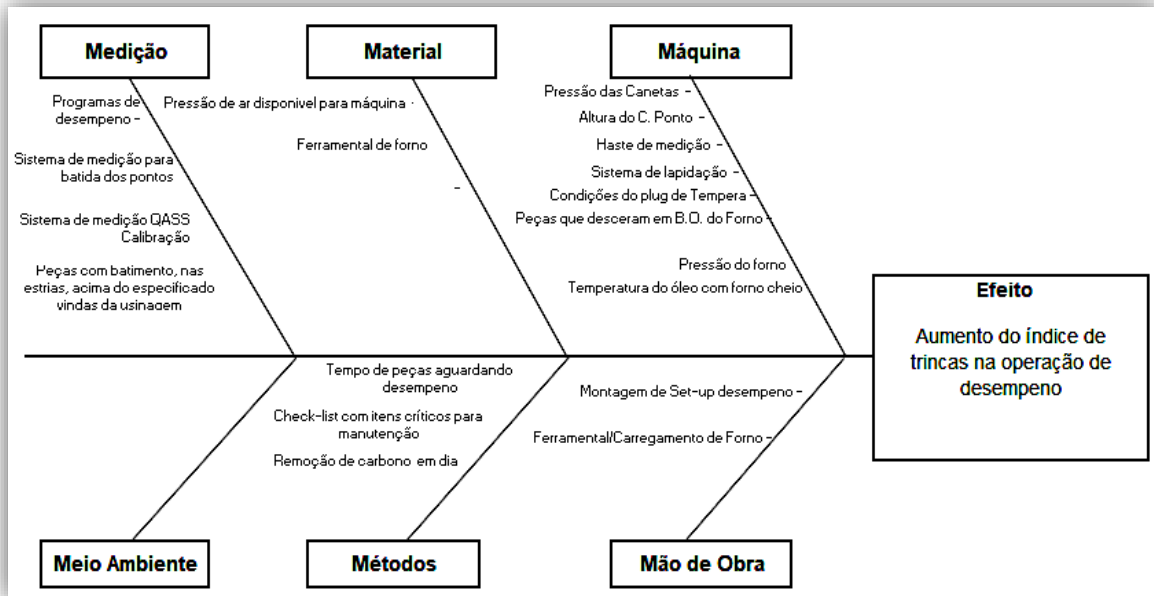 Medição
Material
Máquina
Programas de
desempeno -
Sistema de medição para
batida dos pontos
Sistema de medição QASS
Calibração
Peças com batimento, nas
estrias, acima do especificado
vindas da usinagem
Pressão de ar disponivel para máquina -
Ferramental de forno
-
Pressão das Canetas -
Altura do C. Ponto -
Haste de medição -
Sistema de lapidação -
Condições do plug de Tempera -
Peças que desceram em B.O. do Forno -
Pressão do forno
Temperatura do óleo com forno cheio
Efeito
Aumento do índice de
trincas na operação de
desempeno
Tempo de peças aguardando
desempeno
Check-list com itens críticos para
manutenção
Remoção de carbono em dia
Montagem de Set-up desempeno -
Ferramental/Carregamento de Forno -
Meio Ambiente
Métodos
Mão de Obra